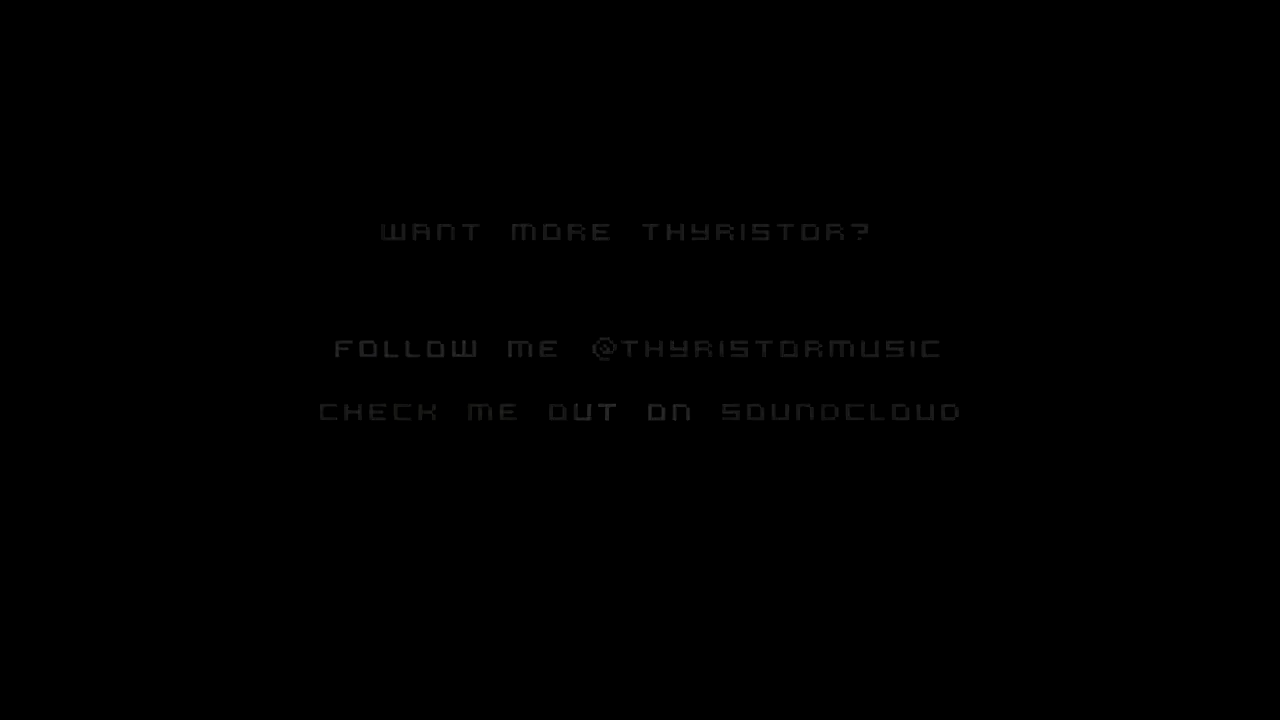 WANT MORE THYRISTOR?
FOLLOW ME @THYRISTORMUSIC
CHECK ME OUT ON SOUNDCLOUD